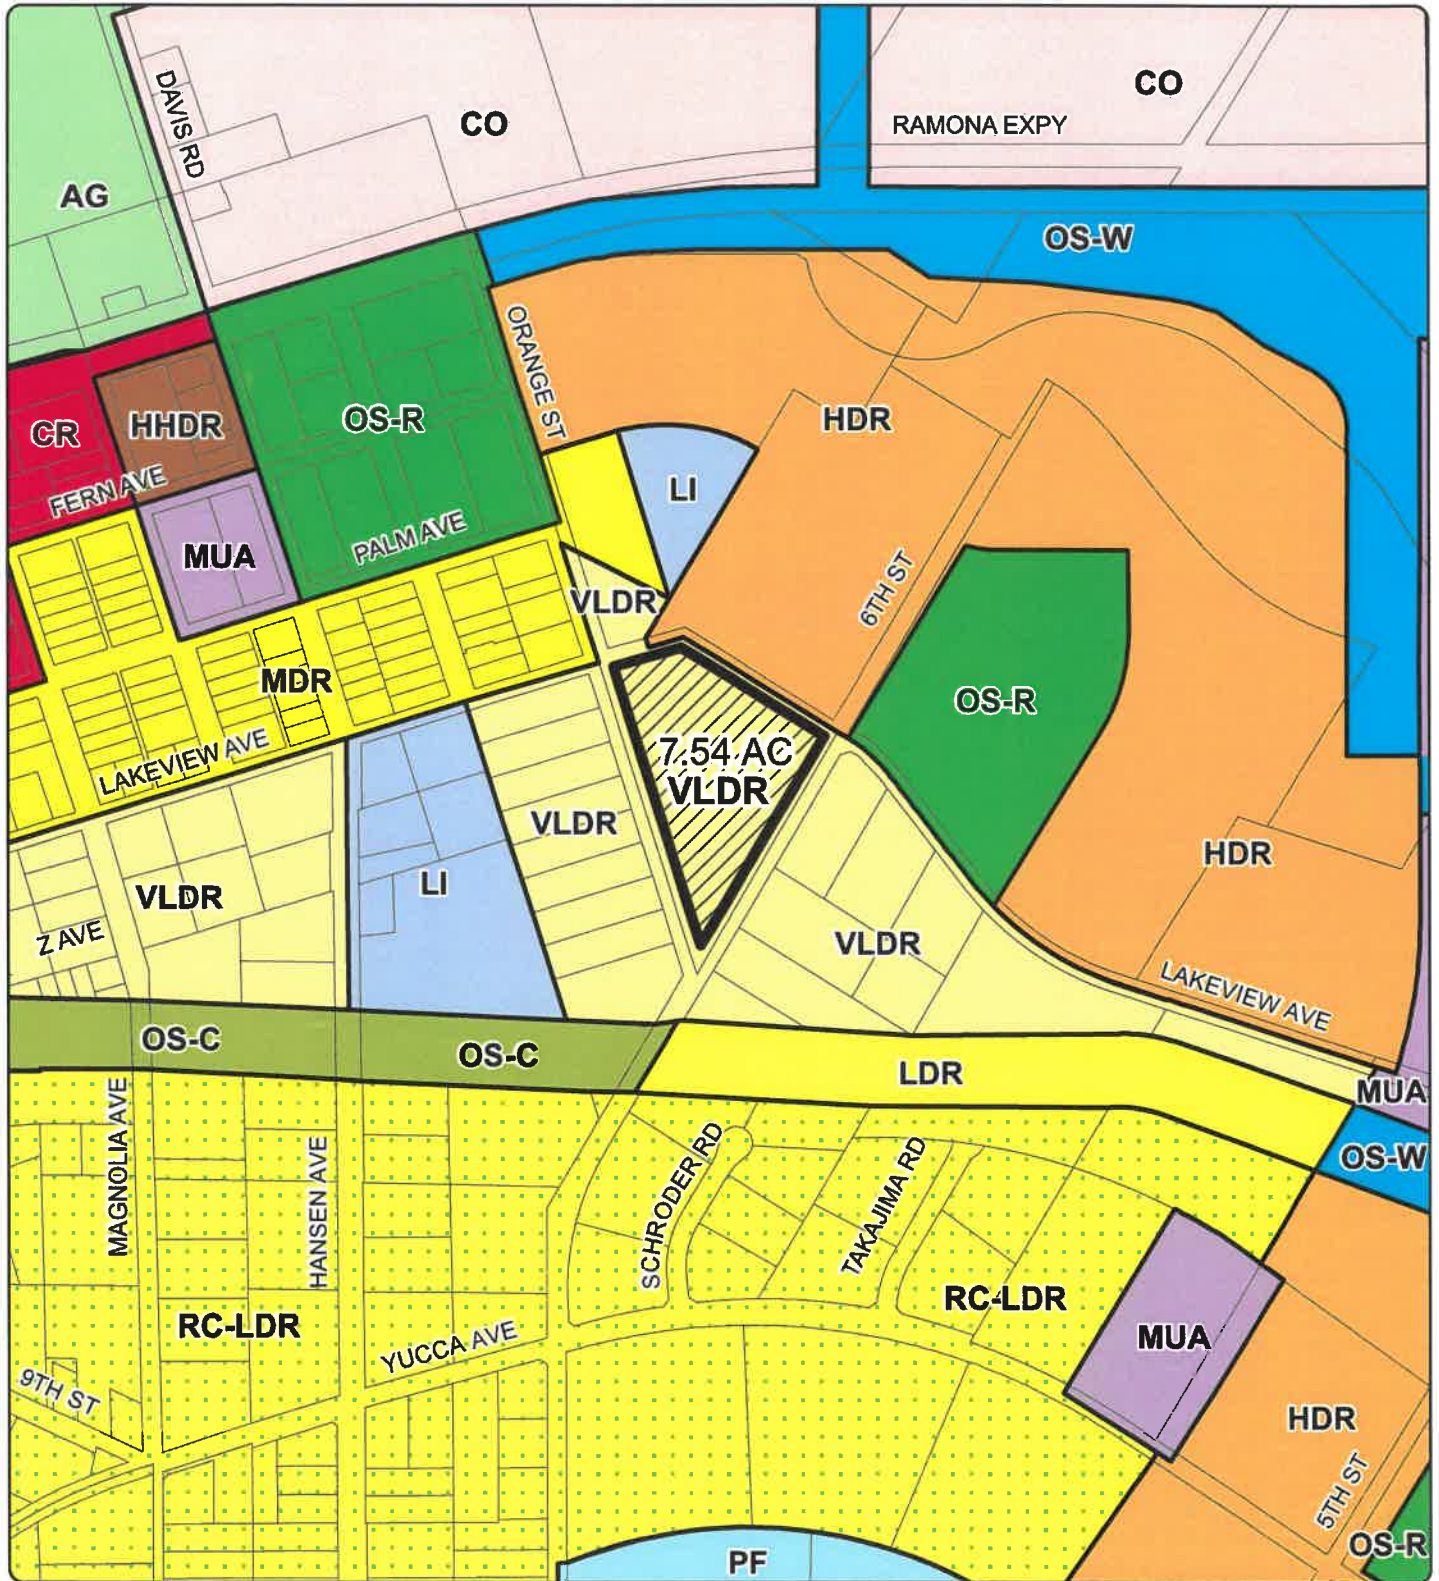 CO
DAVIS RD
CO
RAMONA EXPY
AG
OS-W
ORANGE ST
CR
HHDR
OS-R
HDR
FERN AVE
LI
MUA
PALM AVE
VLDR
6TH ST
MDR
OS-R
LAKEVIEW AVE
7.54 AC
VLDR
VLDR
HDR
VLDR
LI
Z AVE
VLDR
LAKEVIEW AVE
OS-C
OS-C
LDR
MUA
MAGNOLIA AVE
HANSEN AVE
SCHRODER RD
TAKAJIMA RD
OS-W
RC-LDR
RC-LDR
YUCCA AVE
MUA
9TH ST
HDR
5TH ST
OS-R
PF